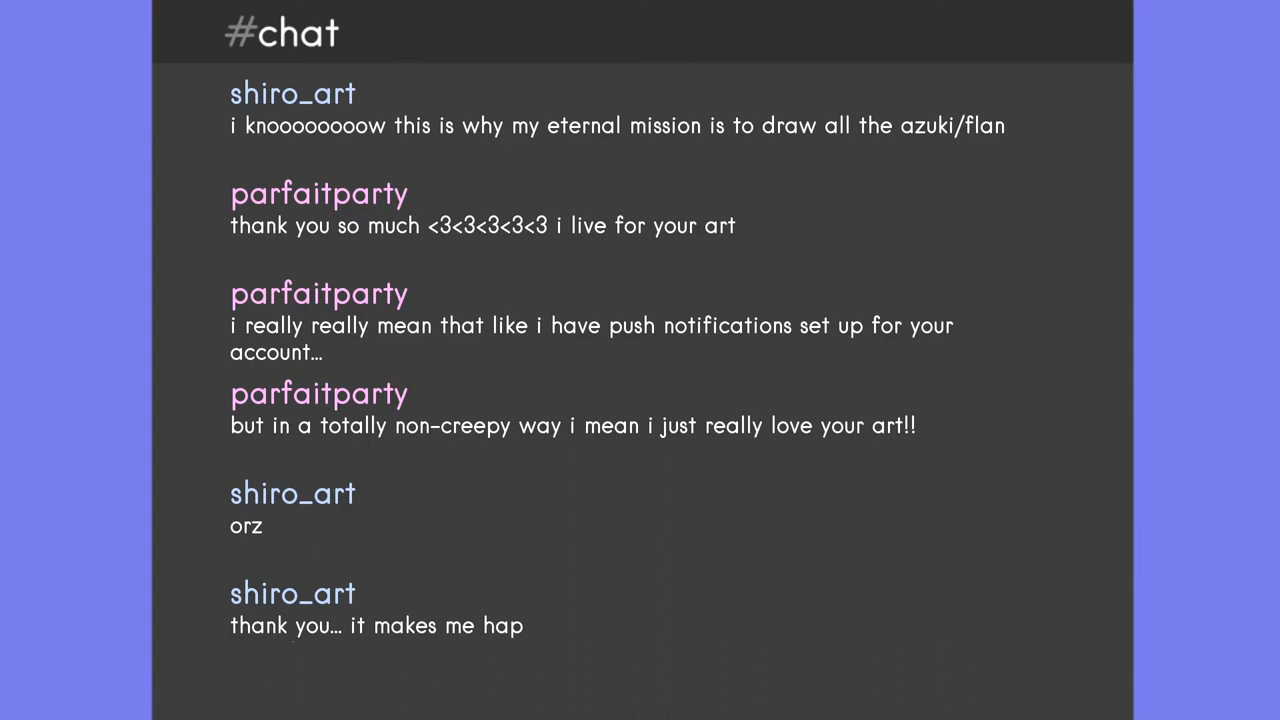 #chat
shiro_art
i knoooooooow this is why my eternal mission is to draw all the azuki/flan
parfaitparty
thank you so much <3<3<3<3<3 i live for your art
parfaitparty
i really really mean that like i have push notifications set up for your
account...
parfaitparty
but in a totally non-creepy way i mean i just really love your art!!
shiro_art
orz
shiro_art
thank you... it makes me hap